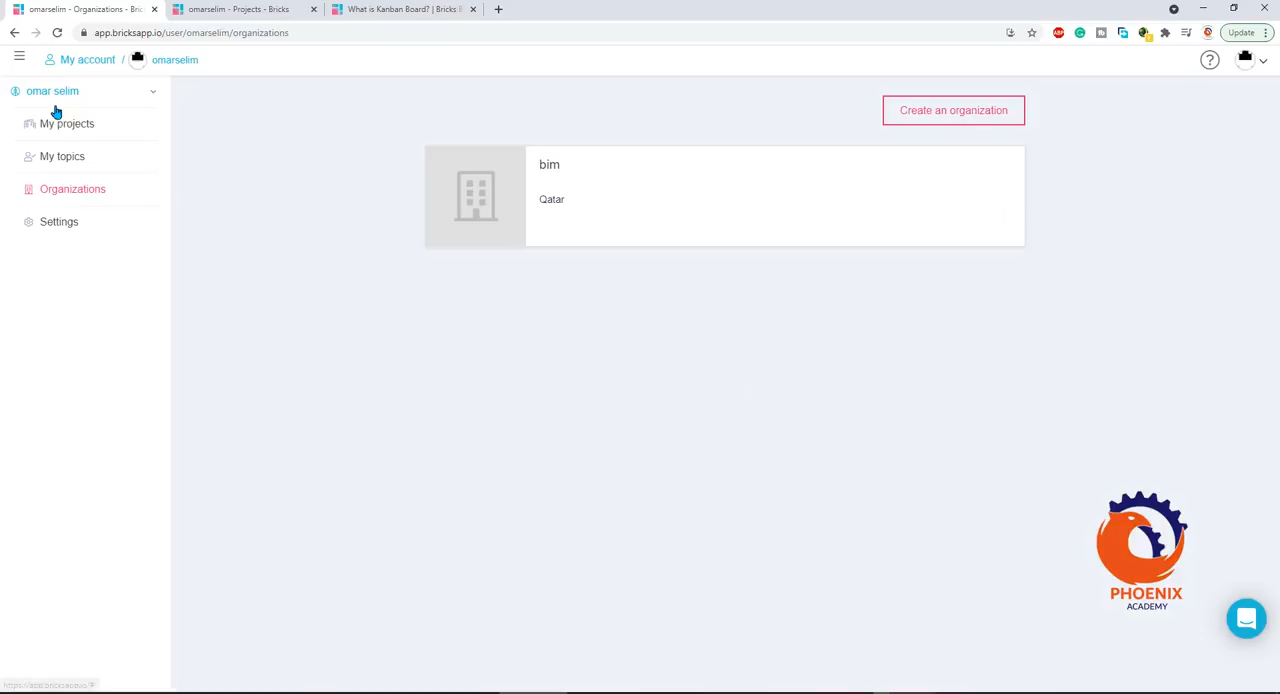 omarselim - Organizations - Bric
omarselim - Projects - Bricks
What is Kanban Board? | Bricks B
app.bricksapp.io/user/omarselim/organizations
ABP
Update
My account / omarselim
omar selim
My projects
My topics
Organizations
Settings
Create an organization
bim
Qatar
PHOENIX
ACADEMY